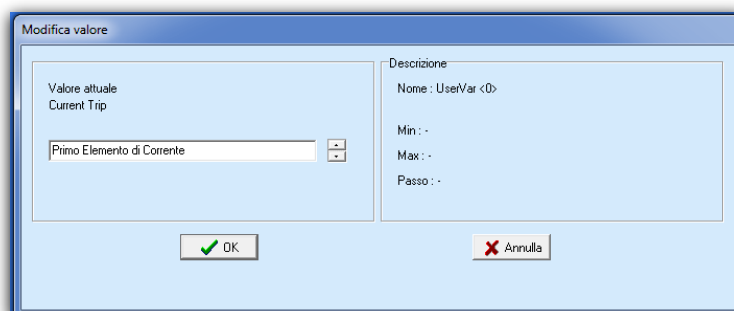 Modifica valore
Valore attuale
Current Trip
Primo Elemento di Corrente
Descrizione
Nome : UserVar <0>
Min : -
Max : -
Passo : -
OK
Annulla